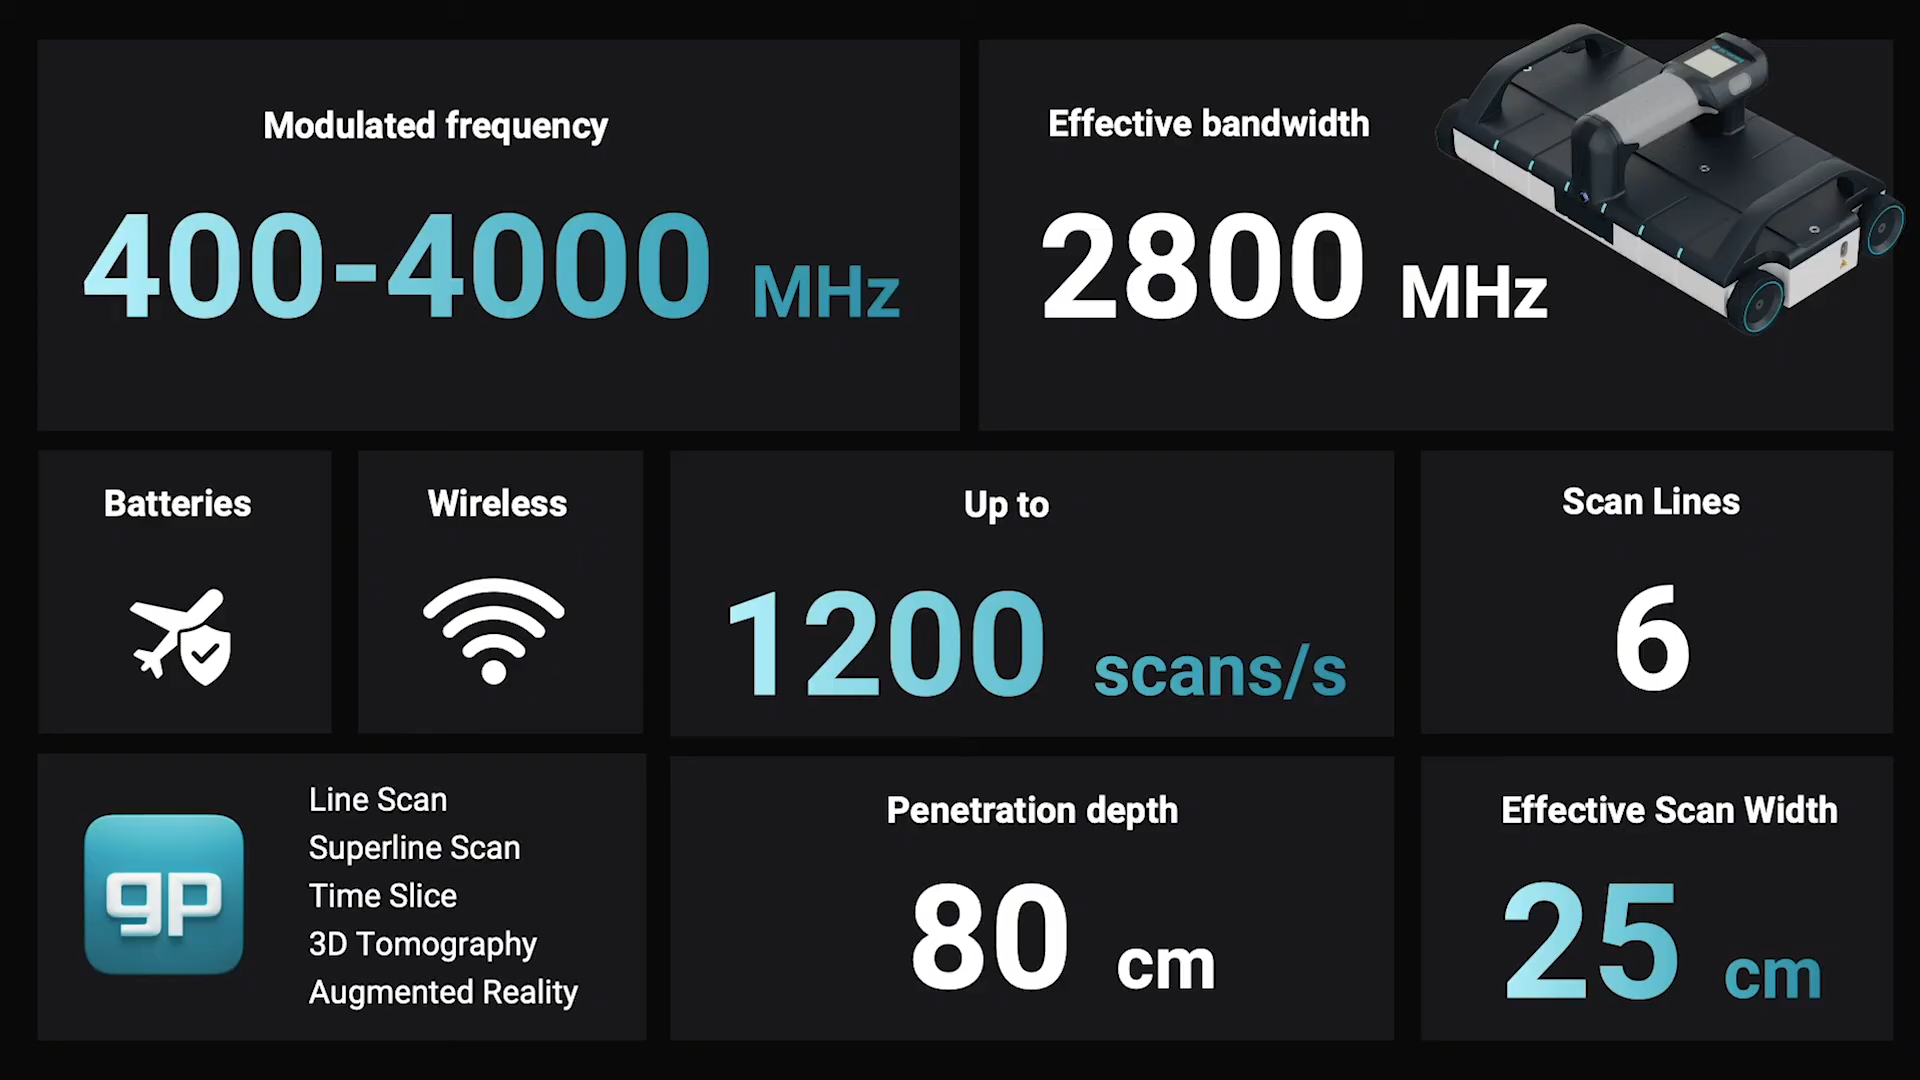 Modulated frequency
400-4000 MHz
Effective bandwidth
2800 MHz
Batteries
Wireless
Up to
1200 scans/s
Scan Lines
6
gp
Line Scan
Superline Scan
Time Slice
3D Tomography
Augmented Reality
Penetration depth
80 cm
Effective Scan Width
25 cm